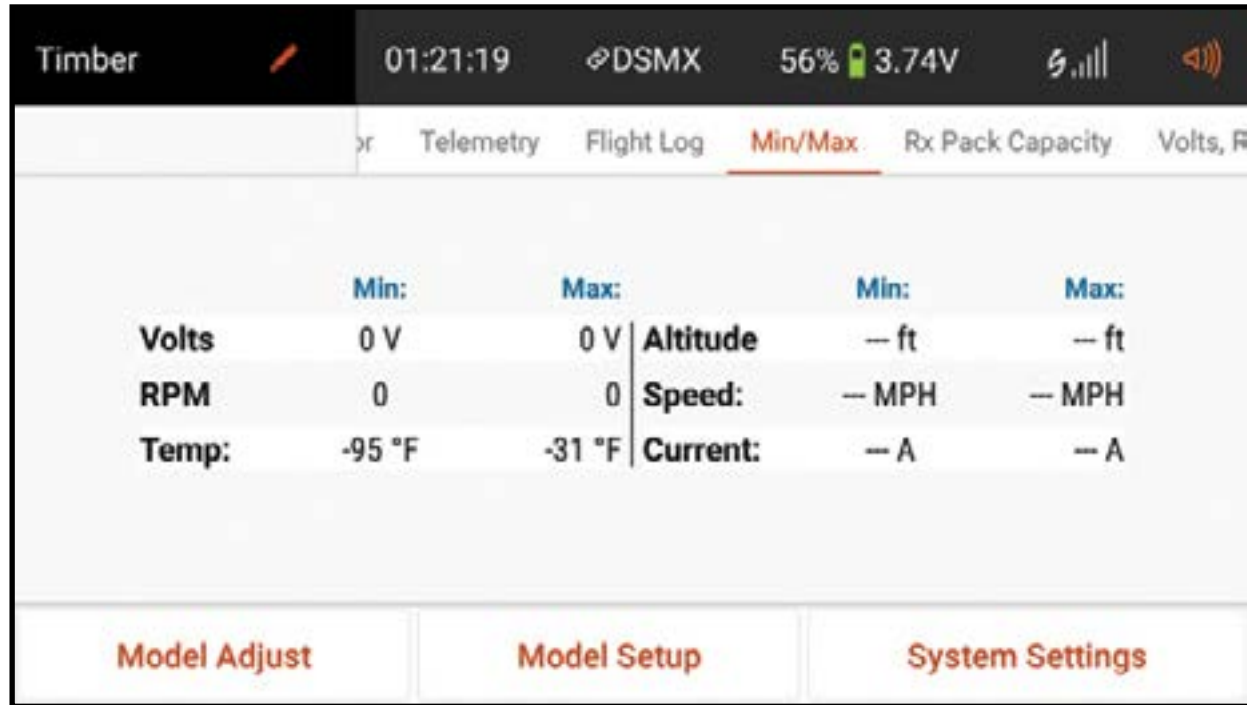 Timber 01:21:19 DSMX 56% 3.74V
or Telemetry Flight Log Min/Max Rx Pack Capacity Volts, R
Min: Max: Min: Max:
Volts 0 V 0 V Altitude --- ft --- ft
RPM 0 0 Speed: --- MPH --- MPH
Temp: -95 °F -31 °F Current: --- A --- A
Model Adjust Model Setup System Settings